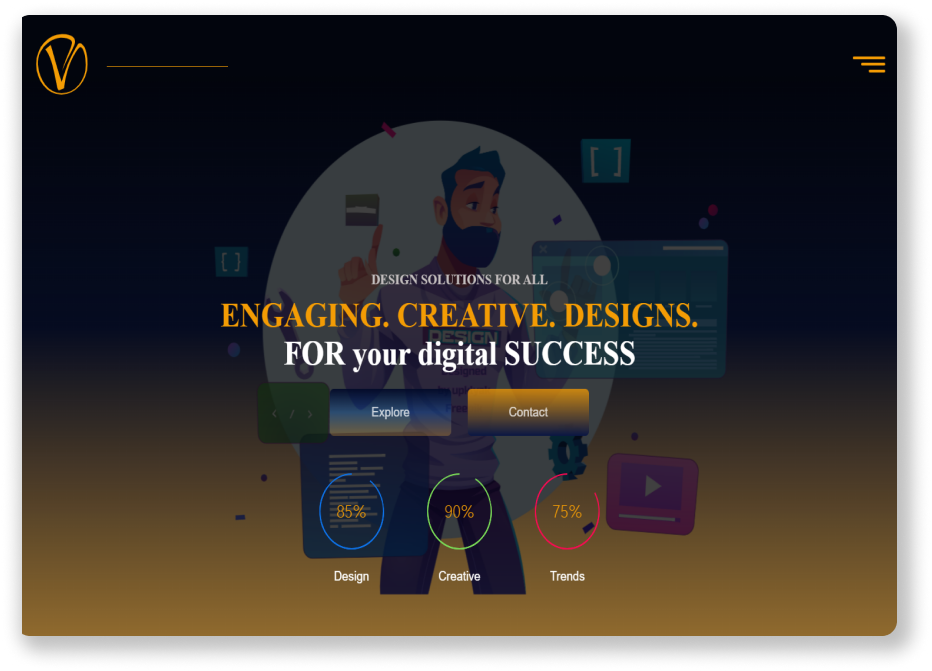 [ ]
DESIGN SOLUTIONS FOR ALL
[ ]
ENGAGING. CREATIVE. DESIGNS.
DESIGN
FOR your digital SUCCESS
Explore
Contact
< / >
85%
90%
75%
Design
Creative
Trends